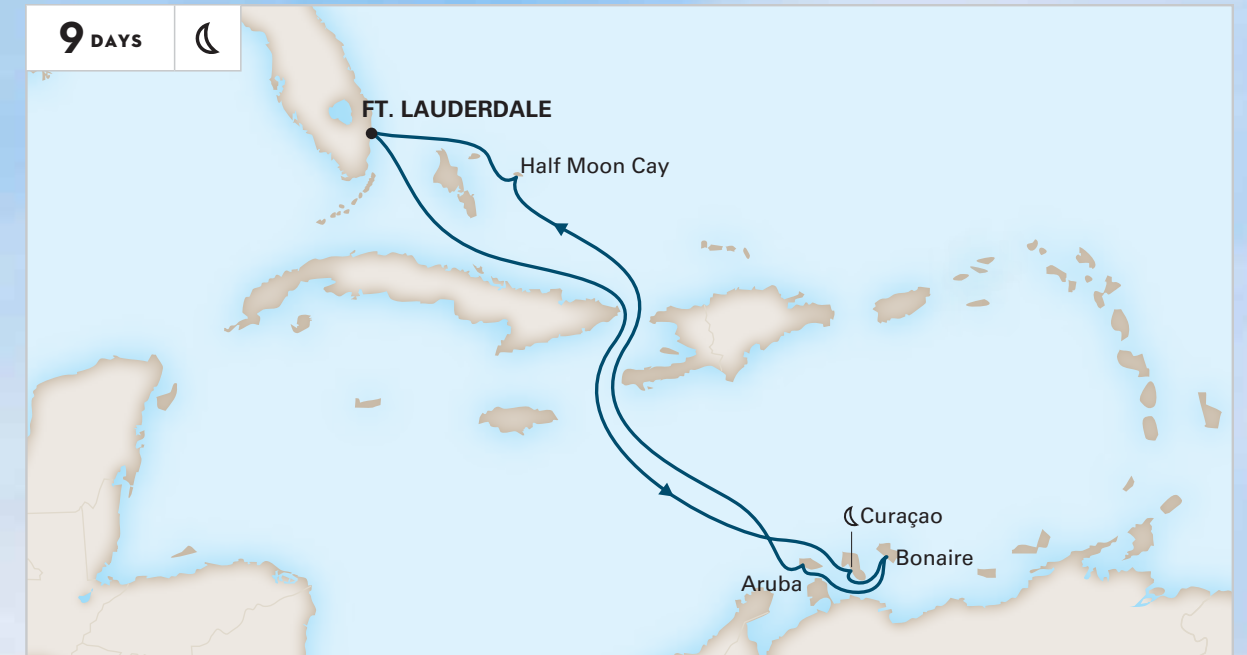 9 DAYS
FT. LAUDERDALE
Half Moon Cay
Curaçao
Bonaire
Aruba